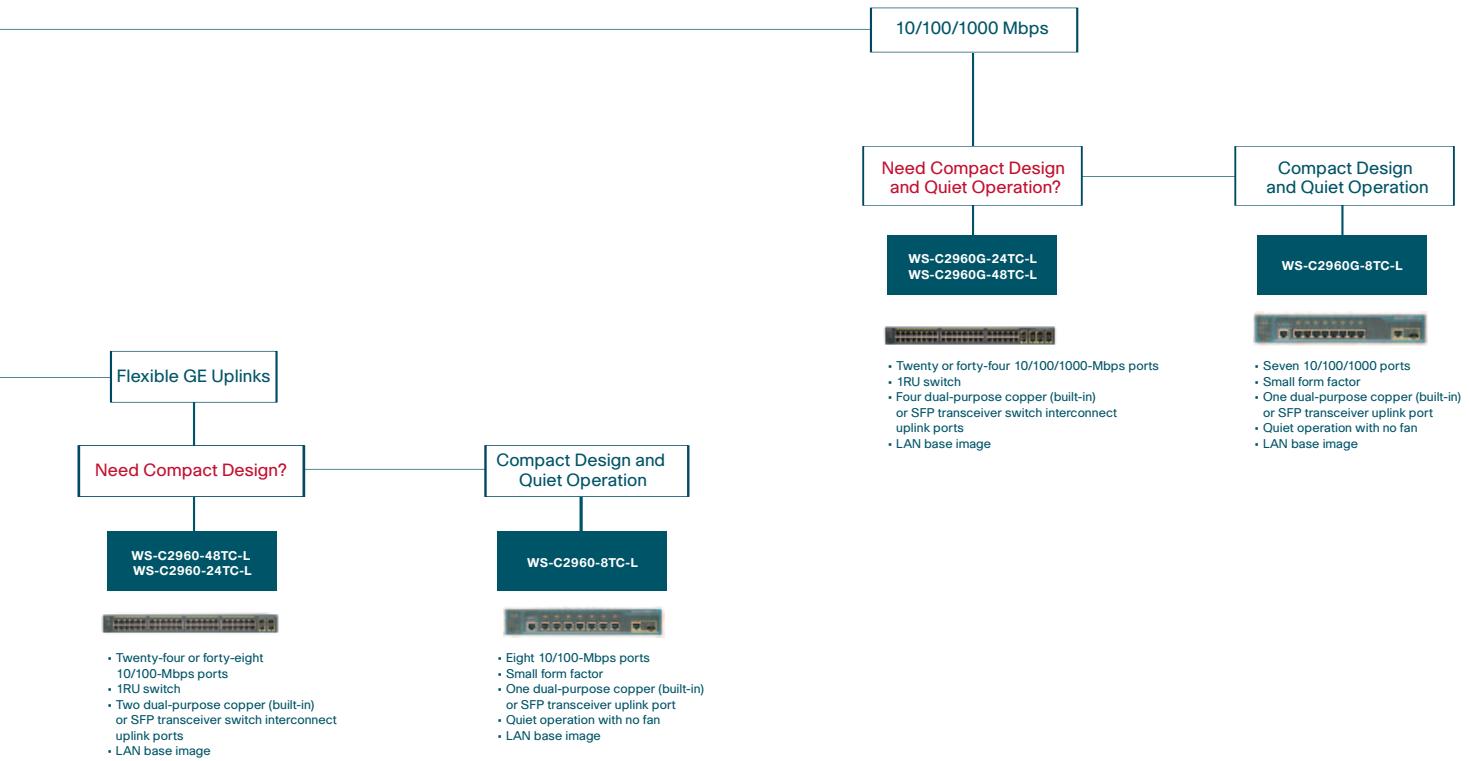 10/100/1000 Mbps
Need Compact Design
and Quiet Operation?
Compact Design
and Quiet Operation
WS-C2960G-24TC-L
WS-C2960G-48TC-L
WS-C2960G-8TC-L
• Twenty or forty-four 10/100/1000-Mbps ports
• 1RU switch
• Four dual-purpose copper (built-in)
or SFP transceiver switch interconnect
uplink ports
• LAN base image
• Seven 10/100/1000 ports
• Small form factor
• One dual-purpose copper (built-in)
or SFP transceiver uplink port
• Quiet operation with no fan
• LAN base image
Flexible GE Uplinks
Need Compact Design?
Compact Design and
Quiet Operation
WS-C2960-48TC-L
WS-C2960-24TC-L
WS-C2960-8TC-L
• Twenty-four or forty-eight
10/100-Mbps ports
• 1RU switch
• Two dual-purpose copper (built-in)
or SFP transceiver switch interconnect
uplink ports
• LAN base image
• Eight 10/100-Mbps ports
• Small form factor
• One dual-purpose copper (built-in)
or SFP transceiver uplink port
• Quiet operation with no fan
• LAN base image